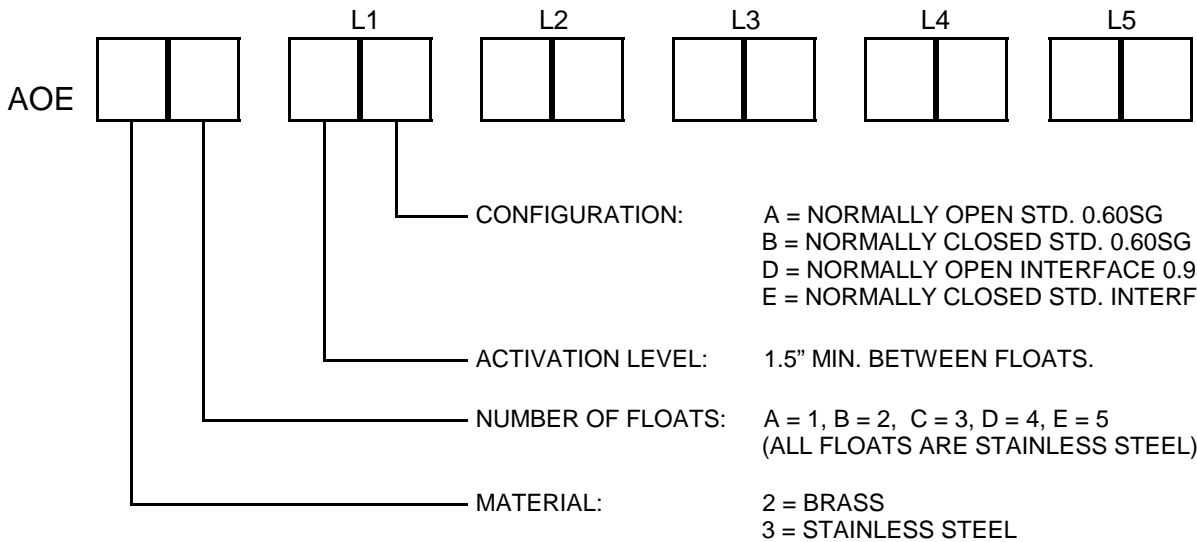 L1 L2 L3 L4 L5
AOE
CONFIGURATION: A = NORMALLY OPEN STD. 0.60SG
B = NORMALLY CLOSED STD. 0.60SG
D = NORMALLY OPEN INTERFACE 0.9
E = NORMALLY CLOSED STD. INTERF
ACTIVATION LEVEL: 1.5” MIN. BETWEEN FLOATS.
NUMBER OF FLOATS: A = 1, B = 2, C = 3, D = 4, E = 5
(ALL FLOATS ARE STAINLESS STEEL)
MATERIAL: 2 = BRASS
3 = STAINLESS STEEL